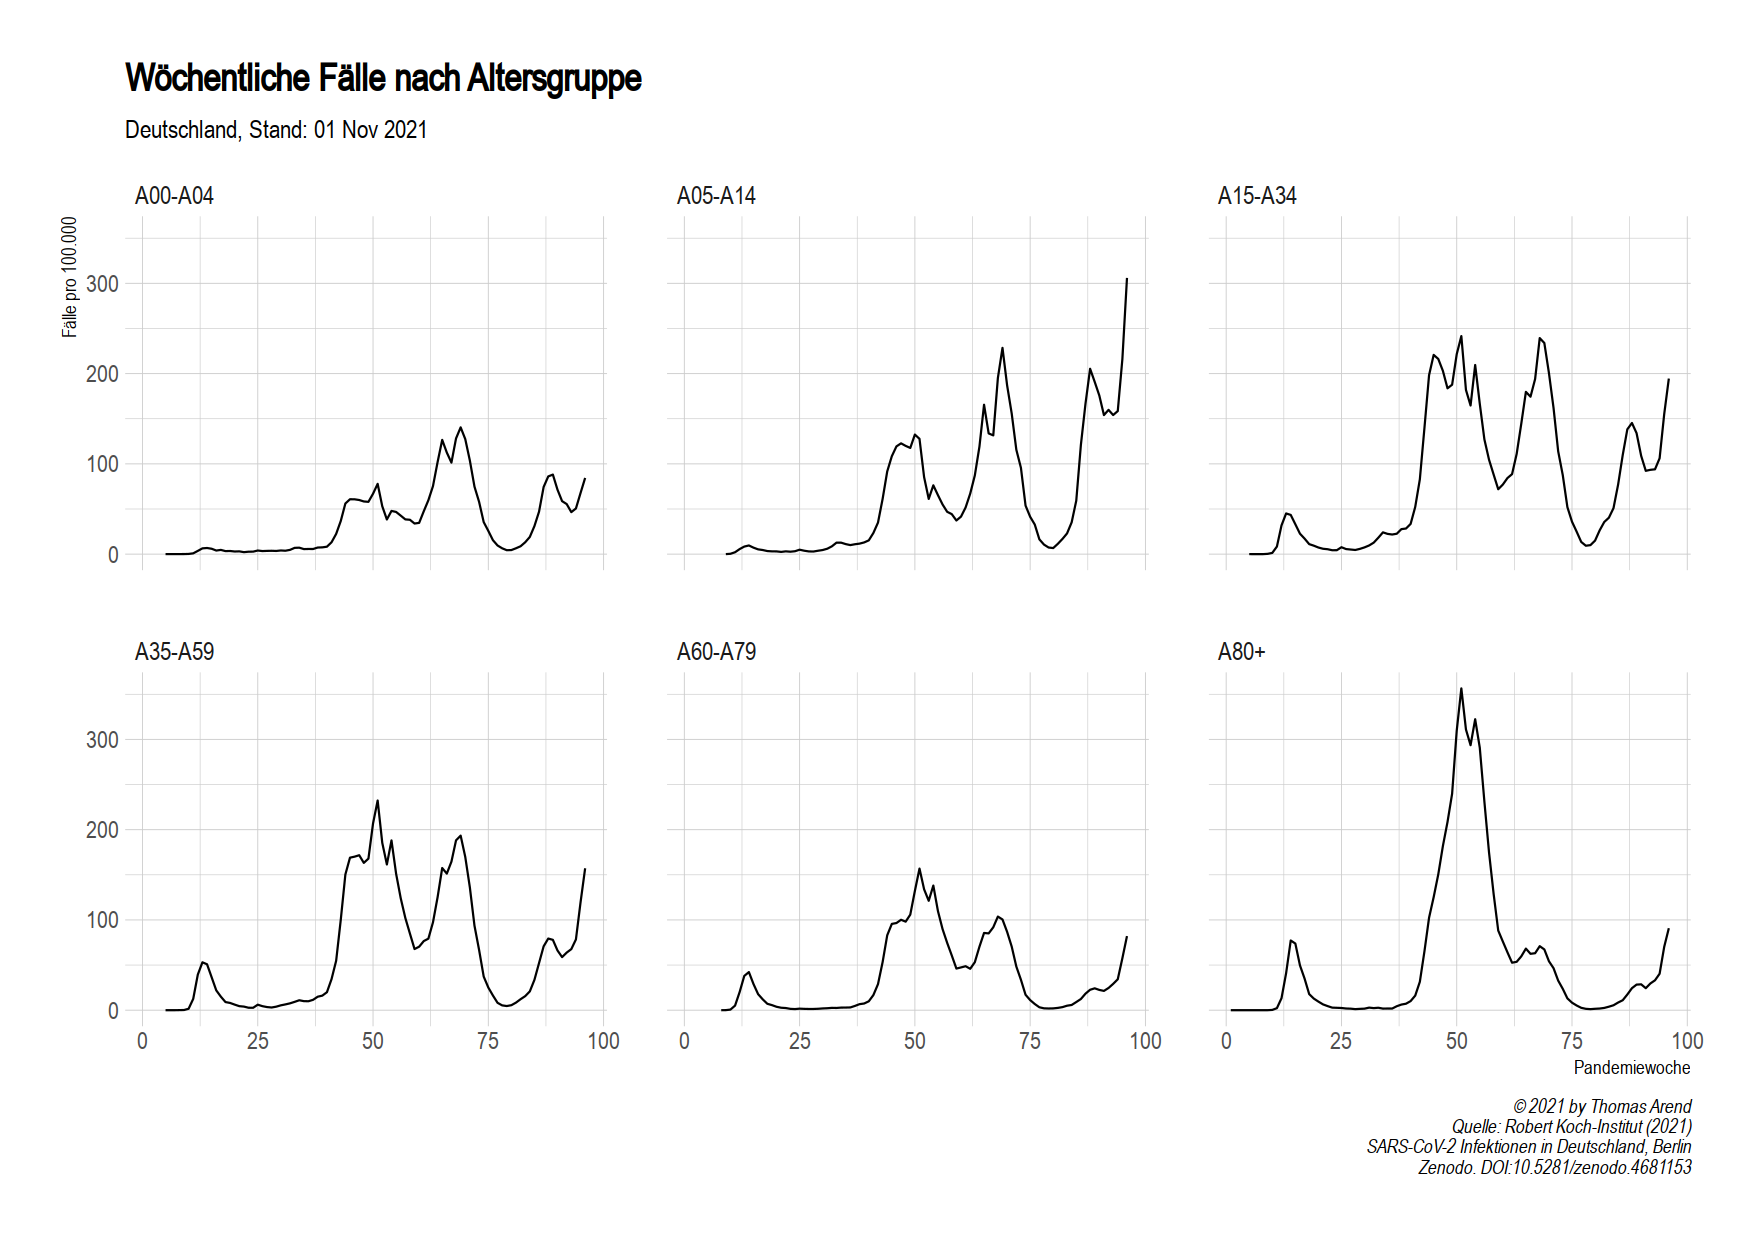 Wöchentliche Fälle nach Altersgruppe
Deutschland, Stand: 01 Nov 2021
A00-A04
A05-A14
A15-A34
Fälle pro 100.000
300
200
100
0
A35-A59
A60-A79
A80+
300
200
100
0
0 25 50 75 100
0 25 50 75 100
0 25 50 75 100
Pandemiewoche
© 2021 by Thomas Arend
Quelle: Robert Koch-Institut (2021)
SARS-CoV-2 Infektionen in Deutschland, Berlin
Zenodo. DOI:10.5281/zenodo.4681153